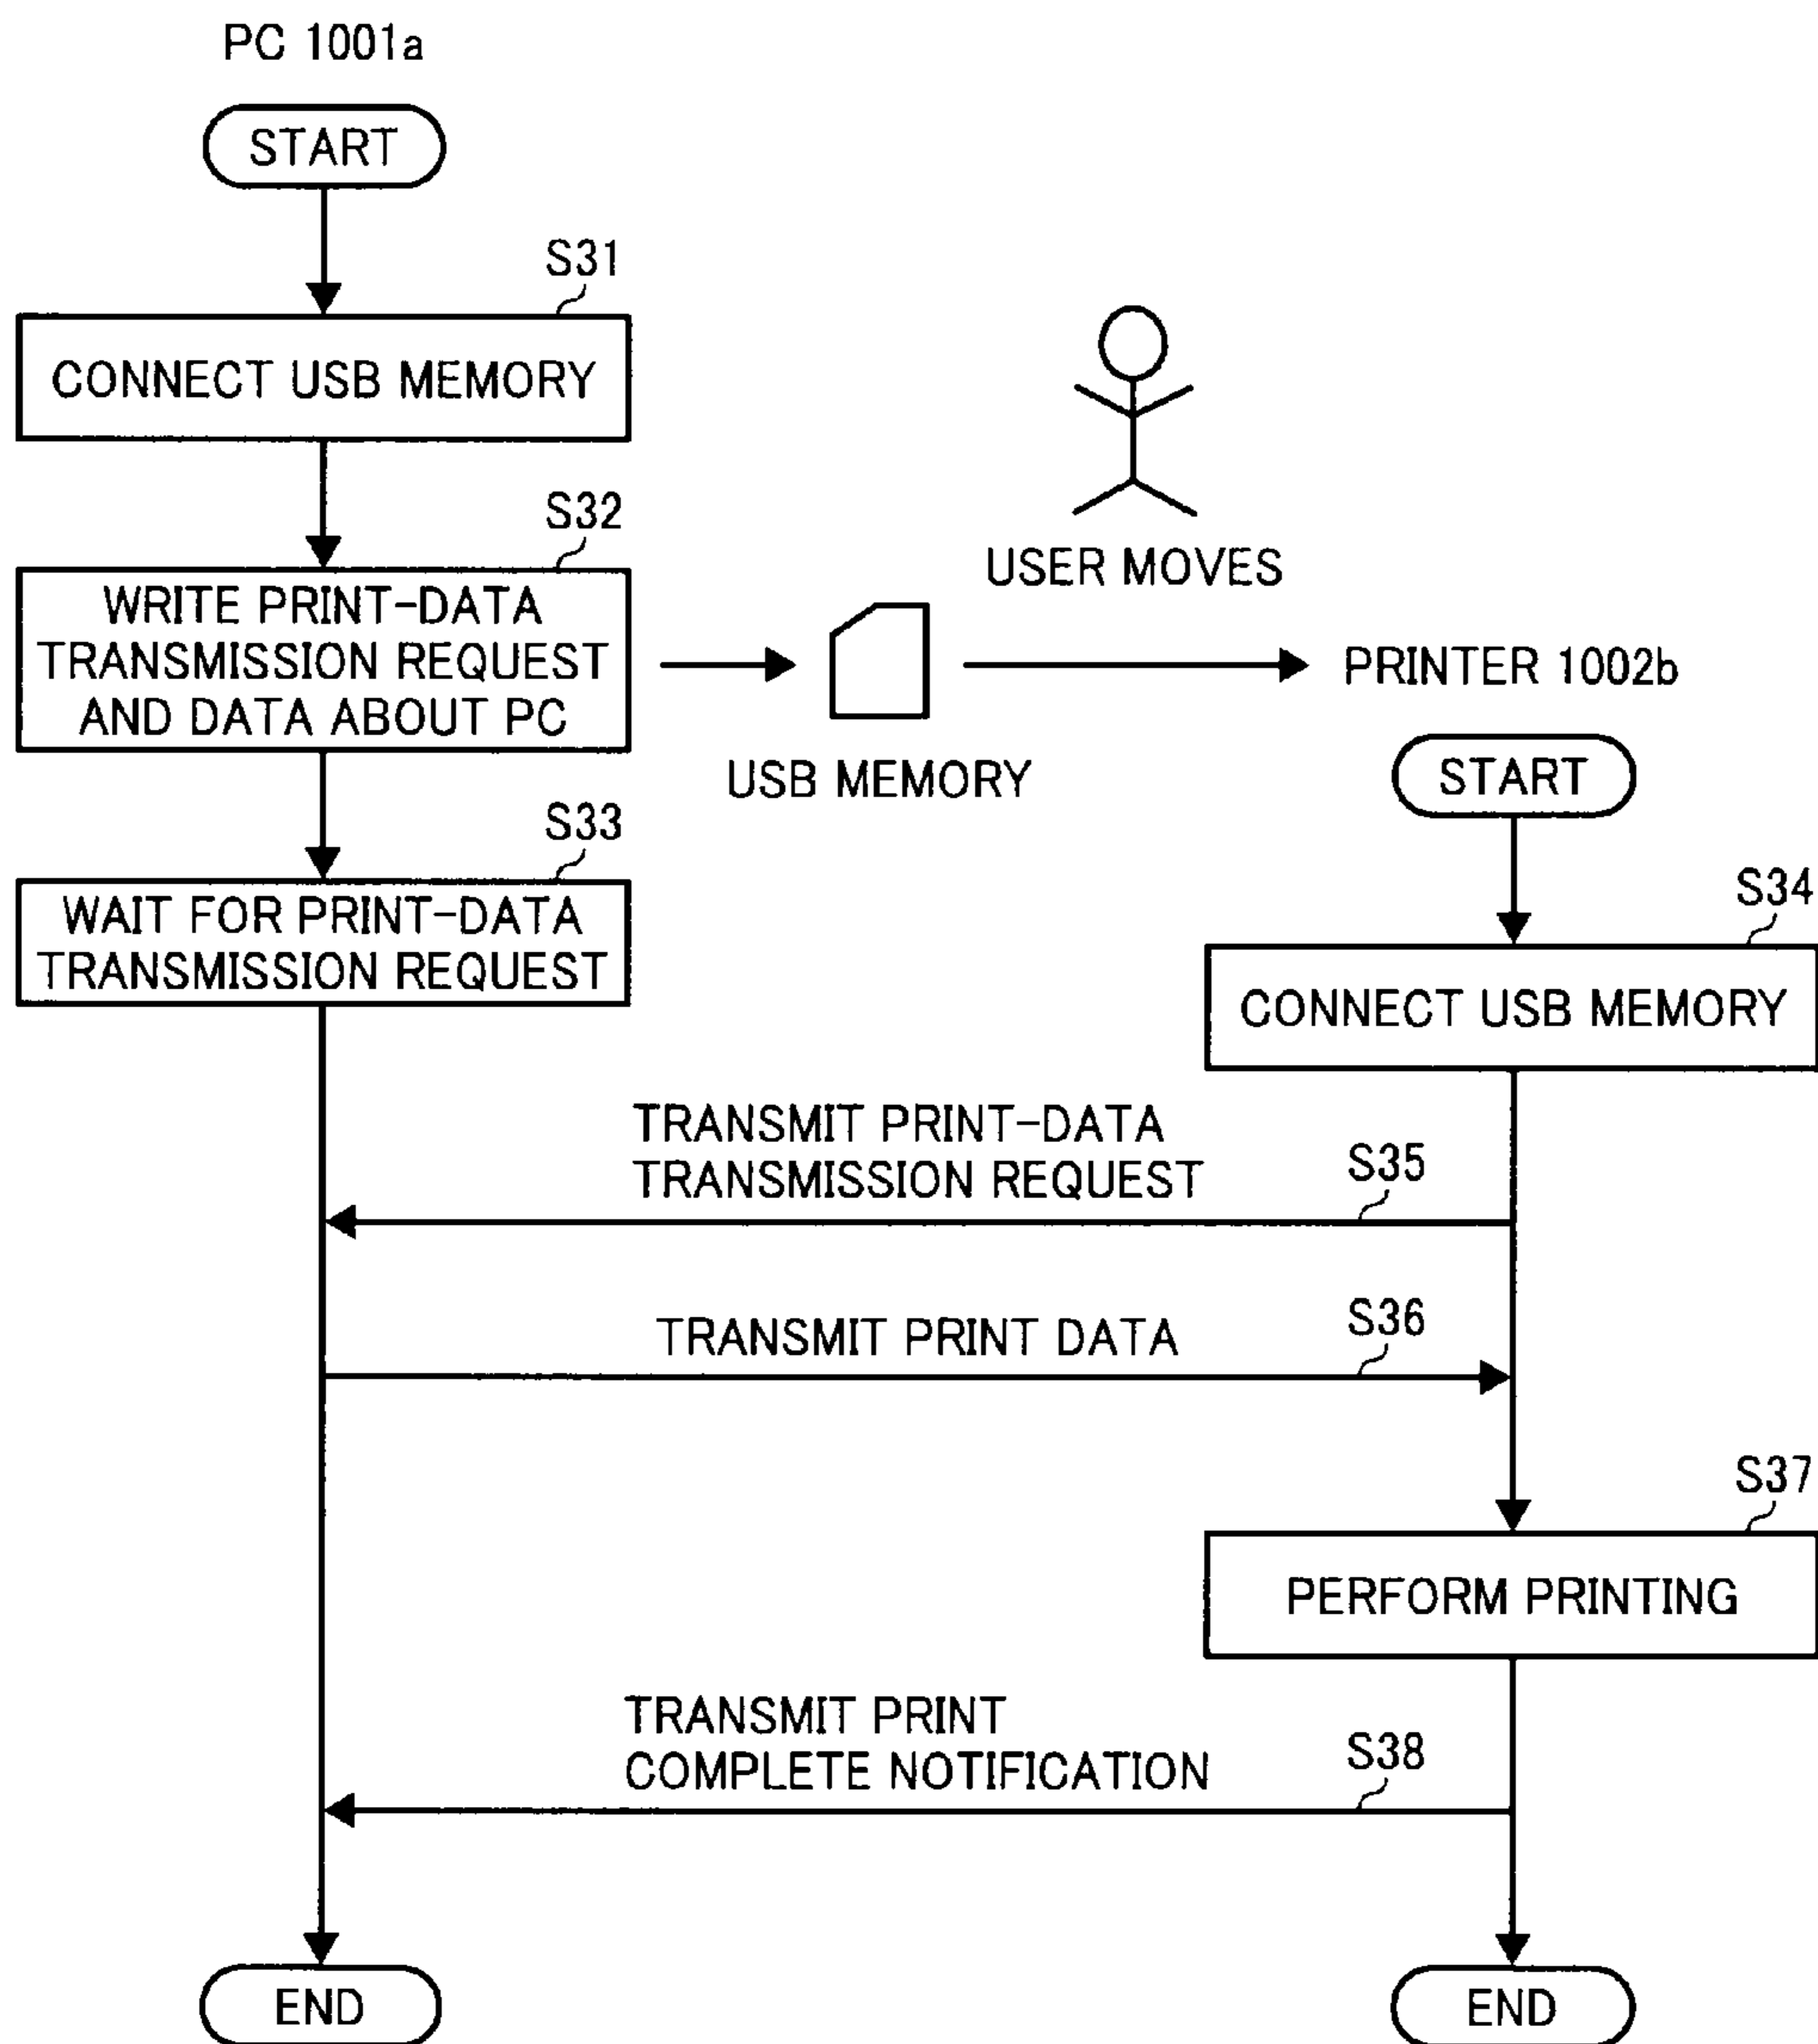 PC 1001a
START
S31
CONNECT USB MEMORY
S32
WRITE PRINT-DATA
TRANSMISSION REQUEST
AND DATA ABOUT PC
USER MOVES
USB MEMORY
PRINTER 1002b
START
S33
WAIT FOR PRINT-DATA
TRANSMISSION REQUEST
S34
CONNECT USB MEMORY
TRANSMIT PRINT-DATA
TRANSMISSION REQUEST
S35
TRANSMIT PRINT DATA
S36
S37
PERFORM PRINTING
TRANSMIT PRINT
COMPLETE NOTIFICATION
S38
END
END